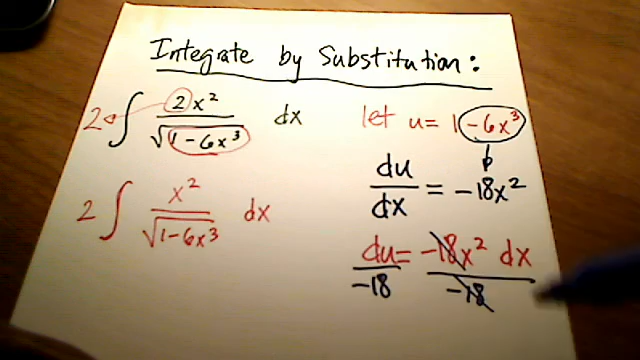 Integrate by Substitution:
2 ∫ 2x² / √(1-6x³) dx
let u = 1-6x³
du/dx = -18x²
2 ∫ x² / √(1-6x³) dx
du/-18 = -18x² dx/-18